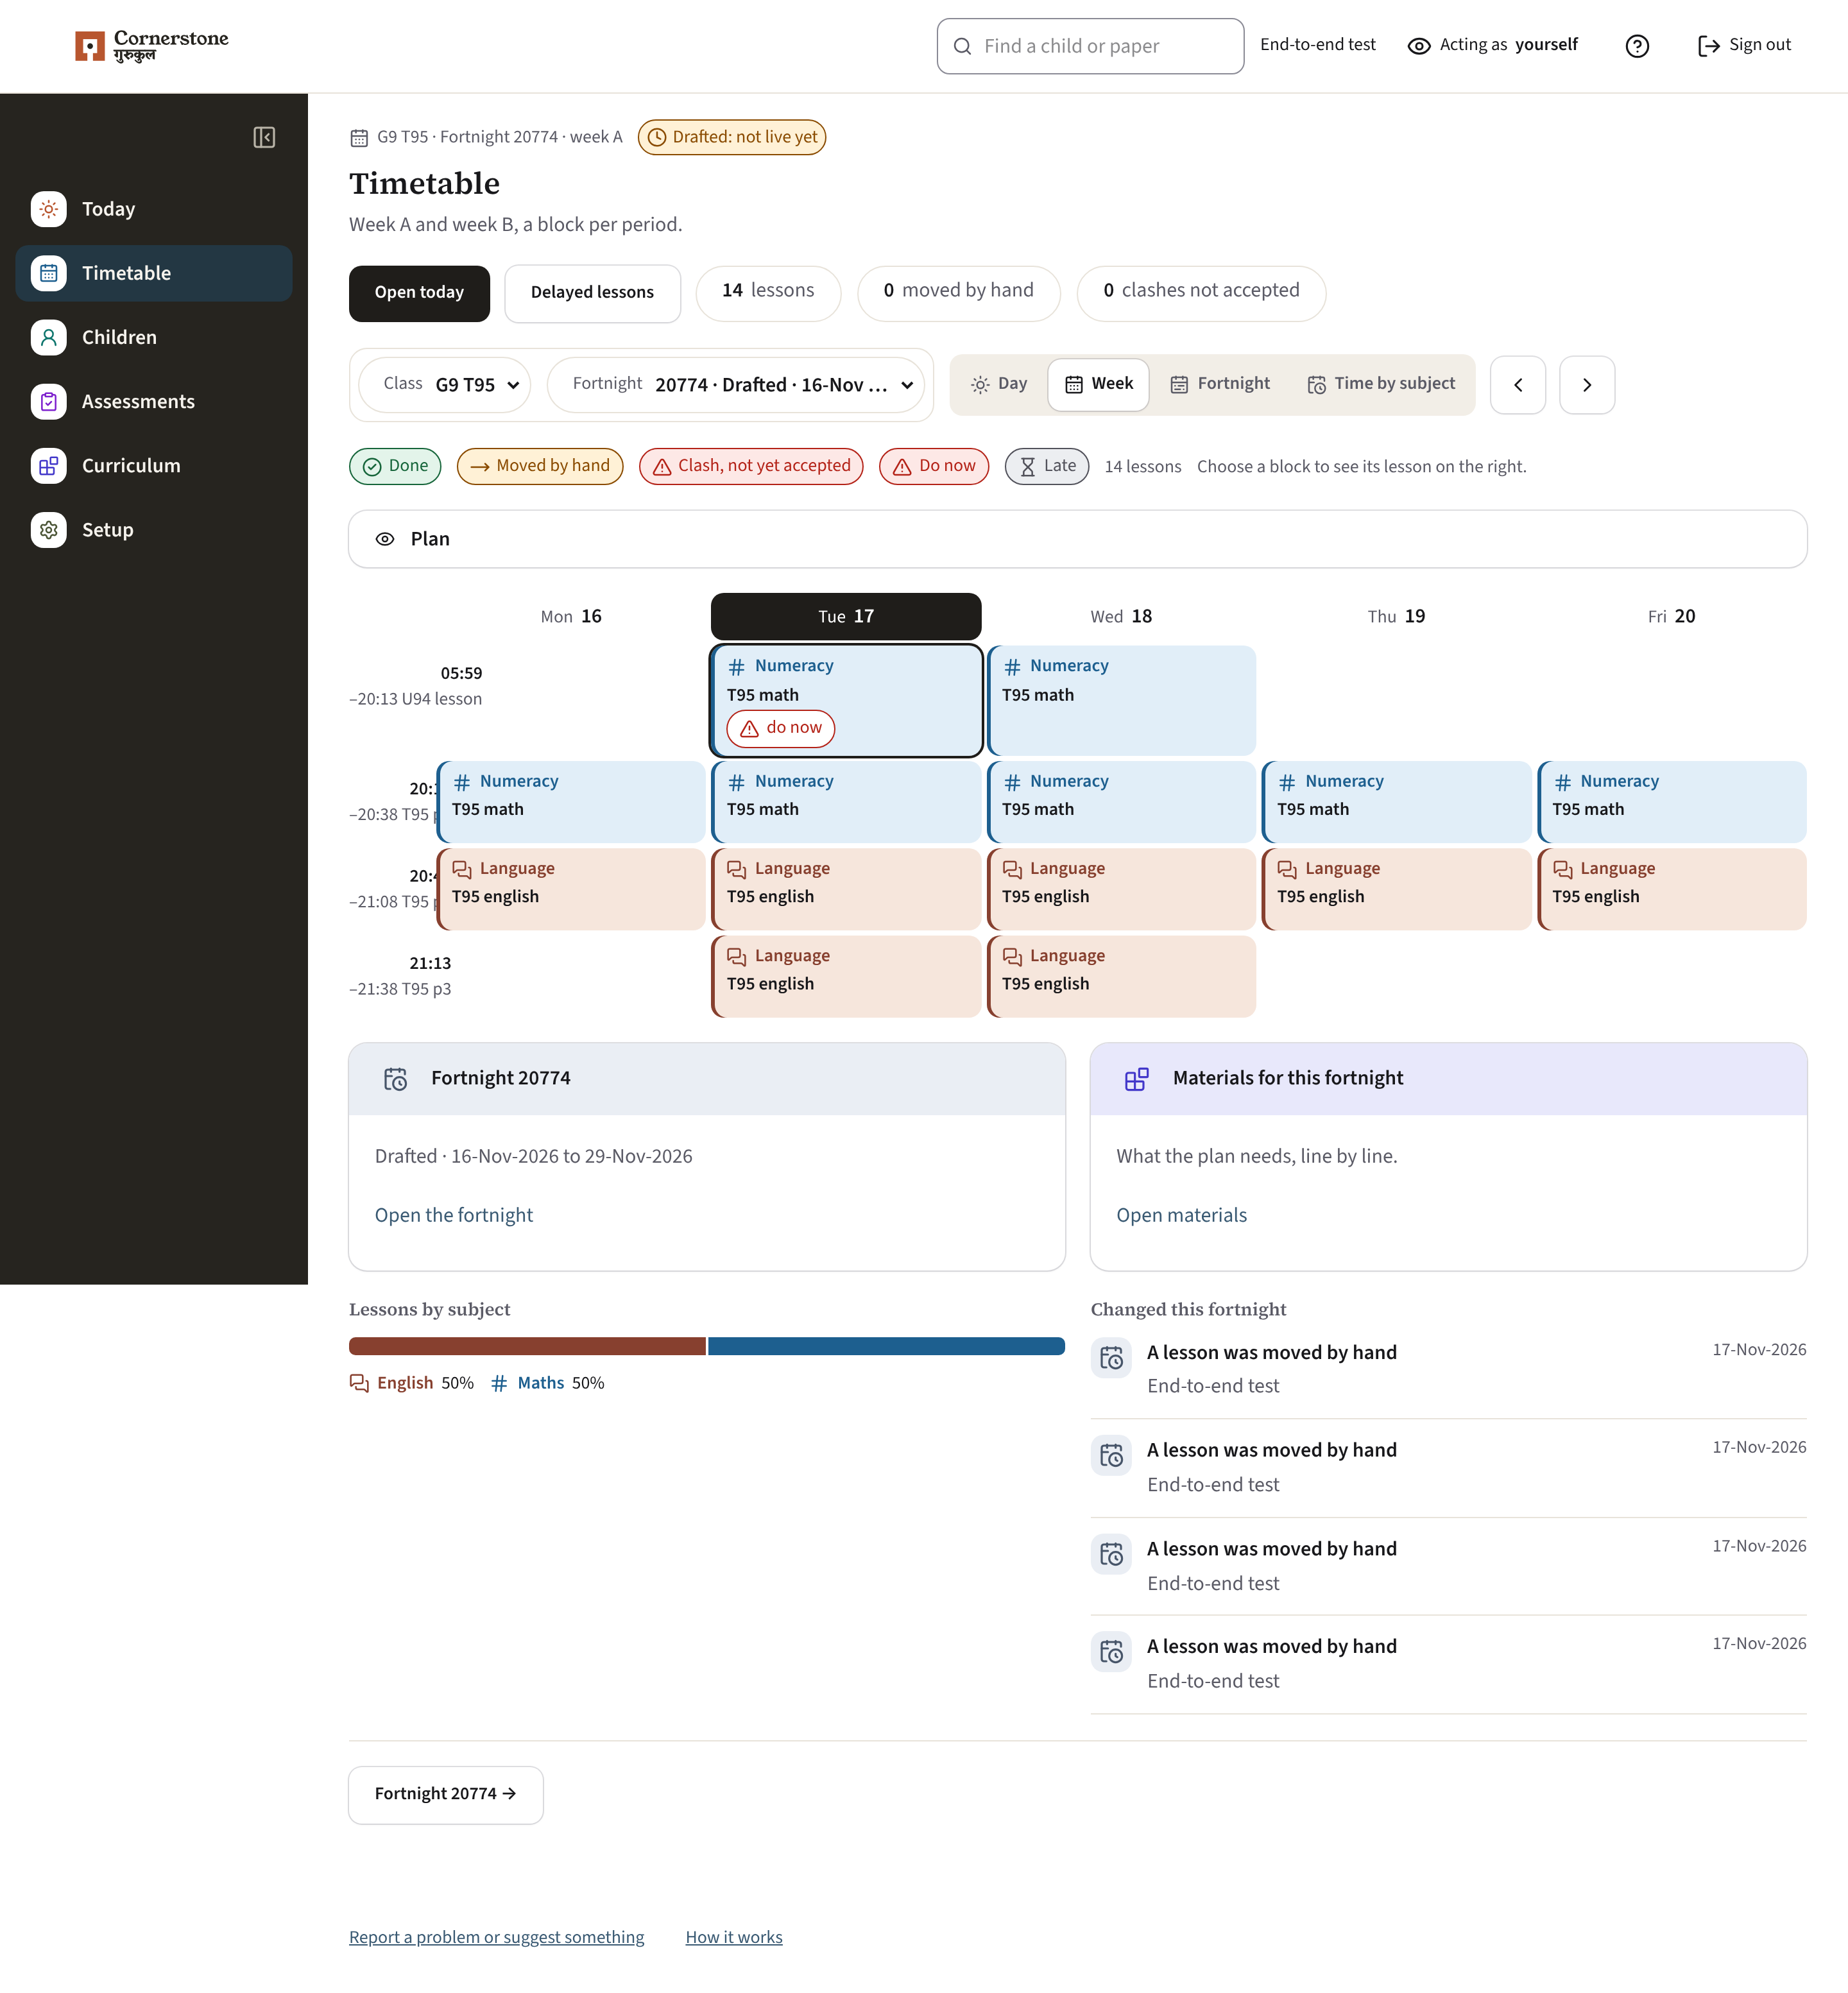 Cornerstone
गुरुकुल
Find a child or paper
End-to-end test
Acting as yourself
Sign out
G9 T95 · Fortnight 20774 · week A
Drafted: not live yet
Today
Timetable
Children
Assessments
Curriculum
Setup
Timetable
Week A and week B, a block per period.
Open today
Delayed lessons
14 lessons
0 moved by hand
0 clashes not accepted
Class G9 T95
Fortnight 20774 · Drafted · 16-Nov ...
Day
Week
Fortnight
Time by subject
Done
Moved by hand
Clash, not yet accepted
Do now
Late
14 lessons
Choose a block to see its lesson on the right.
Plan
Mon 16
Tue 17
Wed 18
Thu 19
Fri 20
05:59
–20:13 U94 lesson
Numeracy
T95 math
do now
Numeracy
T95 math
–20:38 T95
Numeracy
T95 math
Numeracy
T95 math
Numeracy
T95 math
Numeracy
T95 math
Numeracy
T95 math
–21:08 T95
Language
T95 english
Language
T95 english
Language
T95 english
Language
T95 english
Language
T95 english
21:13
–21:38 T95 p3
Language
T95 english
Language
T95 english
Fortnight 20774
Drafted · 16-Nov-2026 to 29-Nov-2026
Open the fortnight
Materials for this fortnight
What the plan needs, line by line.
Open materials
Lessons by subject
English 50%
Maths 50%
Changed this fortnight
A lesson was moved by hand
17-Nov-2026
End-to-end test
A lesson was moved by hand
17-Nov-2026
End-to-end test
A lesson was moved by hand
17-Nov-2026
End-to-end test
A lesson was moved by hand
17-Nov-2026
End-to-end test
Fortnight 20774 →
Report a problem or suggest something
How it works